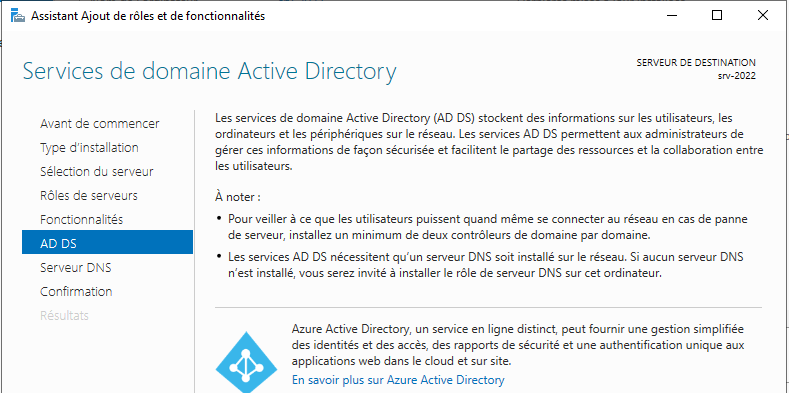 Assistant Ajout de rôles et de fonctionnalités
Services de domaine Active Directory
SERVEUR DE DESTINATION
srv-2022
Avant de commencer
Type d'installation
Sélection du serveur
Rôles de serveurs
Fonctionnalités
AD DS
Serveur DNS
Confirmation
Résultats
Les services de domaine Active Directory (AD DS) stockent des informations sur les utilisateurs, les
ordinateurs et les périphériques sur le réseau. Les services AD DS permettent aux administrateurs de
gérer ces informations de façon sécurisée et facilitent le partage des ressources et la collaboration entre
les utilisateurs.
À noter :
• Pour veiller à ce que les utilisateurs puissent quand même se connecter au réseau en cas de panne
de serveur, installez un minimum de deux contrôleurs de domaine par domaine.
• Les services AD DS nécessitent qu’un serveur DNS soit installé sur le réseau. Si aucun serveur DNS
n’est installé, vous serez invité à installer le rôle de serveur DNS sur cet ordinateur.
Azure Active Directory, un service en ligne distinct, peut fournir une gestion simplifiée
des identités et des accès, des rapports de sécurité et une authentification unique aux
applications web dans le cloud et sur site.
En savoir plus sur Azure Active Directory